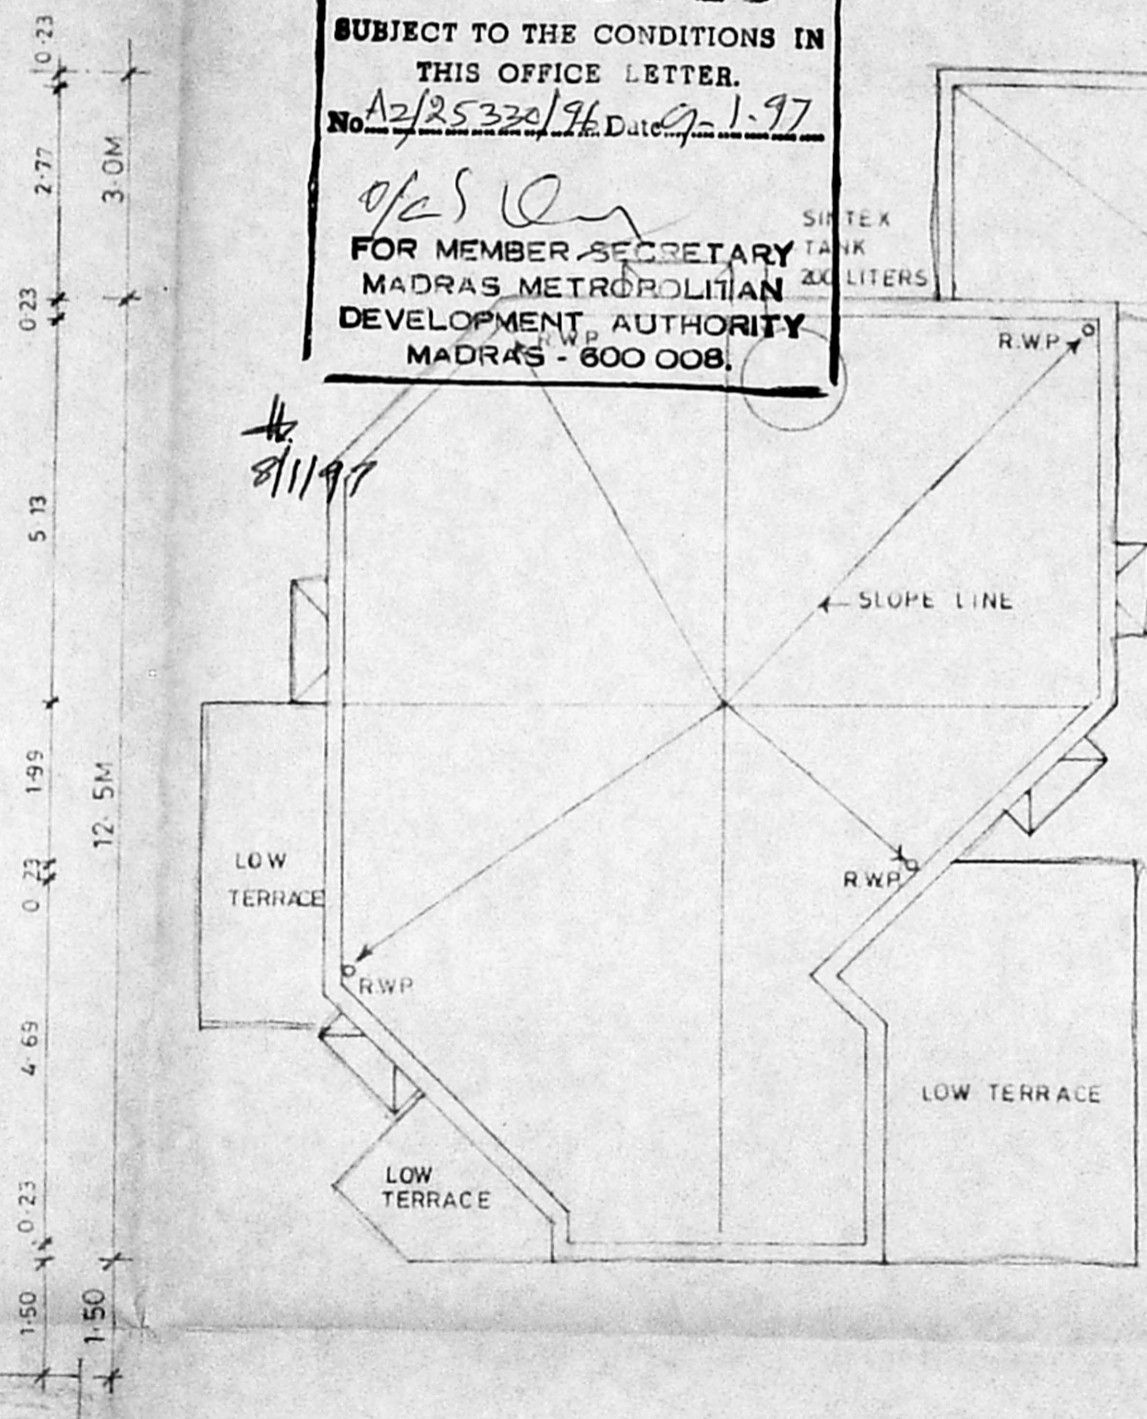 SUBJECT TO THE CONDITIONS IN
THIS OFFICE LETTER.
No A2/25330/96 Date 9-1-97
FOR MEMBER-SECRETARY
MADRAS METROPOLITAN
DEVELOPMENT AUTHORITY
MADRAS - 600 008.
8/1/97
SINTEX
TANK
200 LITERS
R.W.P
R.W.P
SLOPE LINE
LOW
TERRACE
R.W.P.
R.W.P.
LOW TERRACE
LOW
TERRACE
0·23
2·77
0·23
5·13
1·99
0·23
4·69
0·23
1·50
3·0M
12·5M
1·50